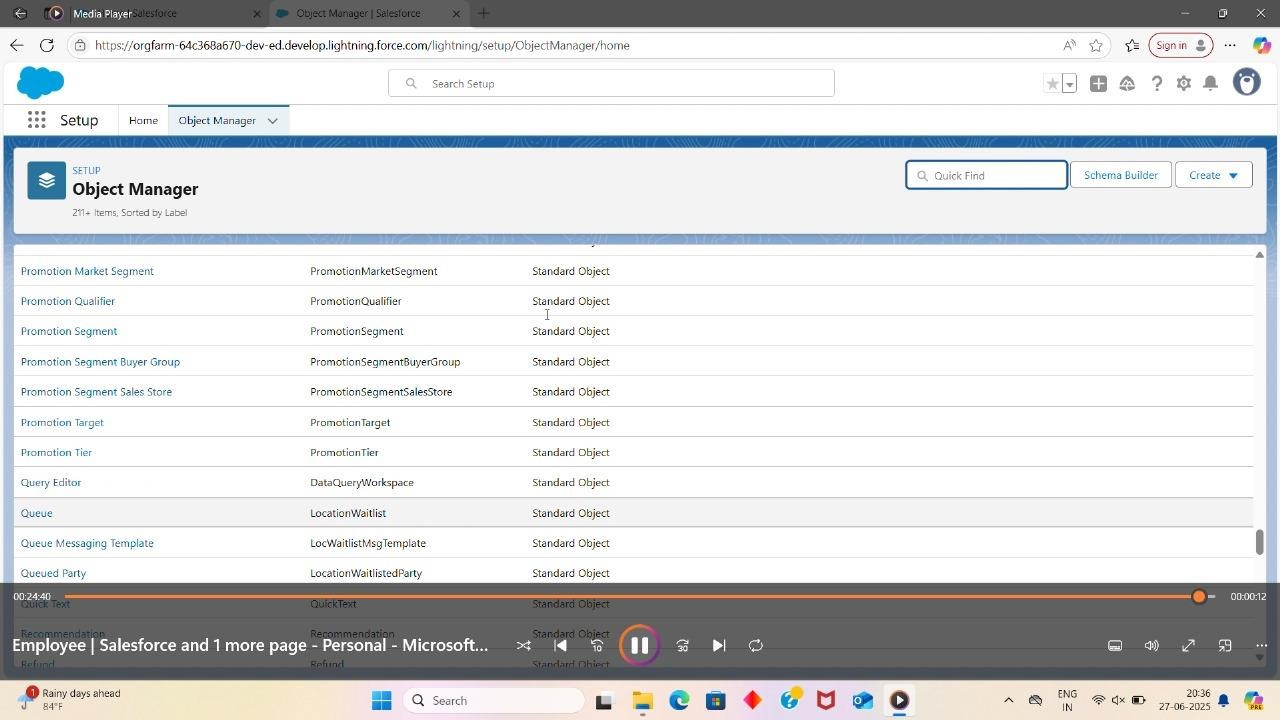 Media Player
Salesforce
Object Manager | Salesforce
https://orgfarm-64c368a670-dev-ed.develop.lightning.force.com/lightning/setup/ObjectManager/home
Sign in
Search Setup
Setup
Home
Object Manager
SETUP
Object Manager
211+ Items, Sorted by Label
Quick Find
Schema Builder
Create
Promotion Market Segment PromotionMarketSegment Standard Object
Promotion Qualifier PromotionQualifier Standard Object
Promotion Segment PromotionSegment Standard Object
Promotion Segment Buyer Group PromotionSegmentBuyerGroup Standard Object
Promotion Segment Sales Store PromotionSegmentSalesStore Standard Object
Promotion Target PromotionTarget Standard Object
Promotion Tier PromotionTier Standard Object
Query Editor DataQueryWorkspace Standard Object
Queue LocationWaitlist Standard Object
Queue Messaging Template LocWaitlistMsgTemplate Standard Object
Queued Party LocationWaitlistedParty Standard Object
00:24:40 00:00:12
Quick Text QuickText Standard Object
Recommendation Recommendation Standard Object
Employee | Salesforce and 1 more page - Personal - Microsoft...
10
30
Refund Refund Standard Object
1
Rainy days ahead
84°F
Search
ENG
IN
20:36
27-06-2025
PRE